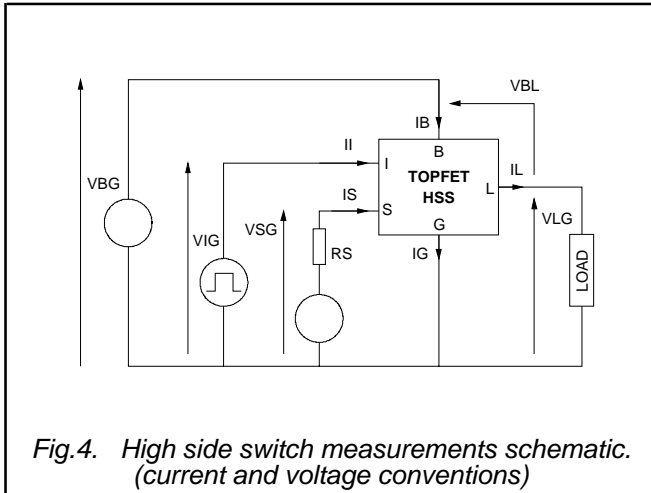 VBL
IB
B
II
I
TOPFET
HSS
IL
L
VBG
IS
S
VIG
VSG
RS
G
IG
VLG
LOAD
Fig.4. High side switch measurements schematic.
(current and voltage conventions)